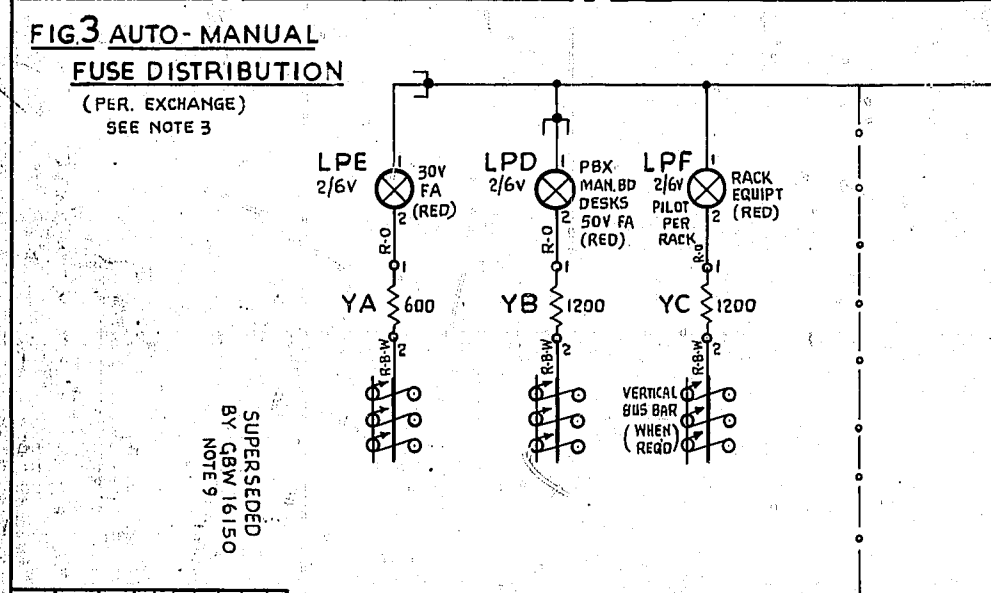 FIG.3 AUTO-MANUAL
FUSE DISTRIBUTION
(PER. EXCHANGE)
SEE NOTE 3
LPE
2/6V
1
30V
FA
(RED)
2
R-O
1
YA
600
2
R-B-W
LPD
2/6V
1
PBX
MAN.BD
DESKS
50V FA
(RED)
2
R-O
1
YB
1200
2
R-B-W
LPF
2/6V
PILOT
PER
RACK
1
RACK
EQUIPT
(RED)
2
R-O
1
YC
1200
2
R-B-W
VERTICAL
BUS BAR
(WHEN
REQ'D)
SUPERSEDED
BY GBW 16150
NOTE 9